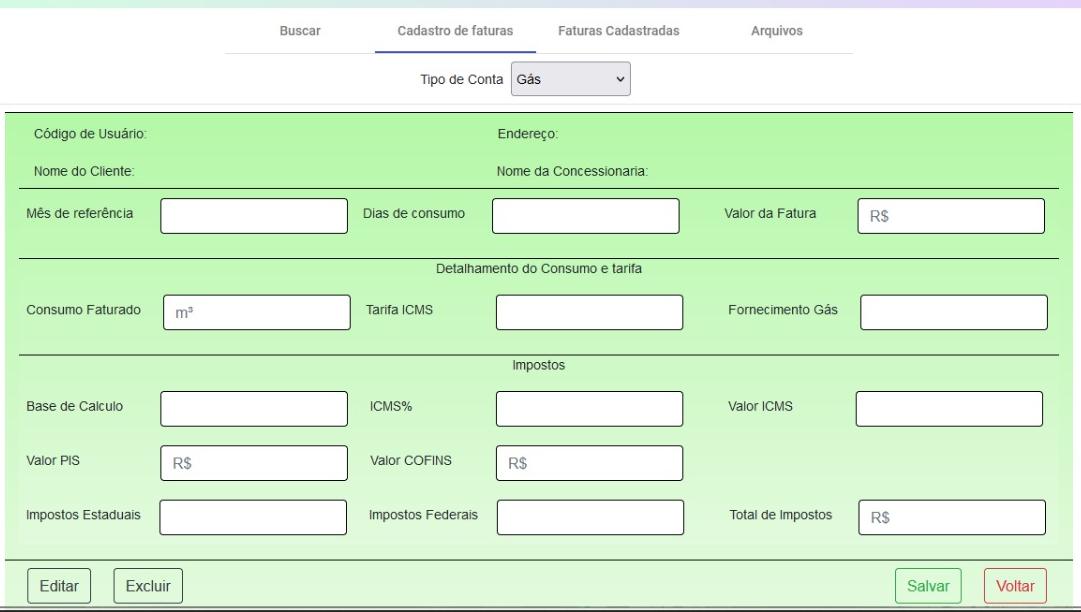 Buscar Cadastro de faturas Faturas Cadastradas Arquivos
Tipo de Conta Gás
Código de Usuário: Endereço:
Nome do Cliente: Nome da Concessionaria:
Mês de referência Dias de consumo Valor da Fatura R$
Detalhamento do Consumo e tarifa
Consumo Faturado m³ Tarifa ICMS Fornecimento Gás
Impostos
Base de Calculo ICMS% Valor ICMS
Valor PIS R$ Valor COFINS R$
Impostos Estaduais Impostos Federais Total de Impostos R$
Editar Excluir Salvar Voltar